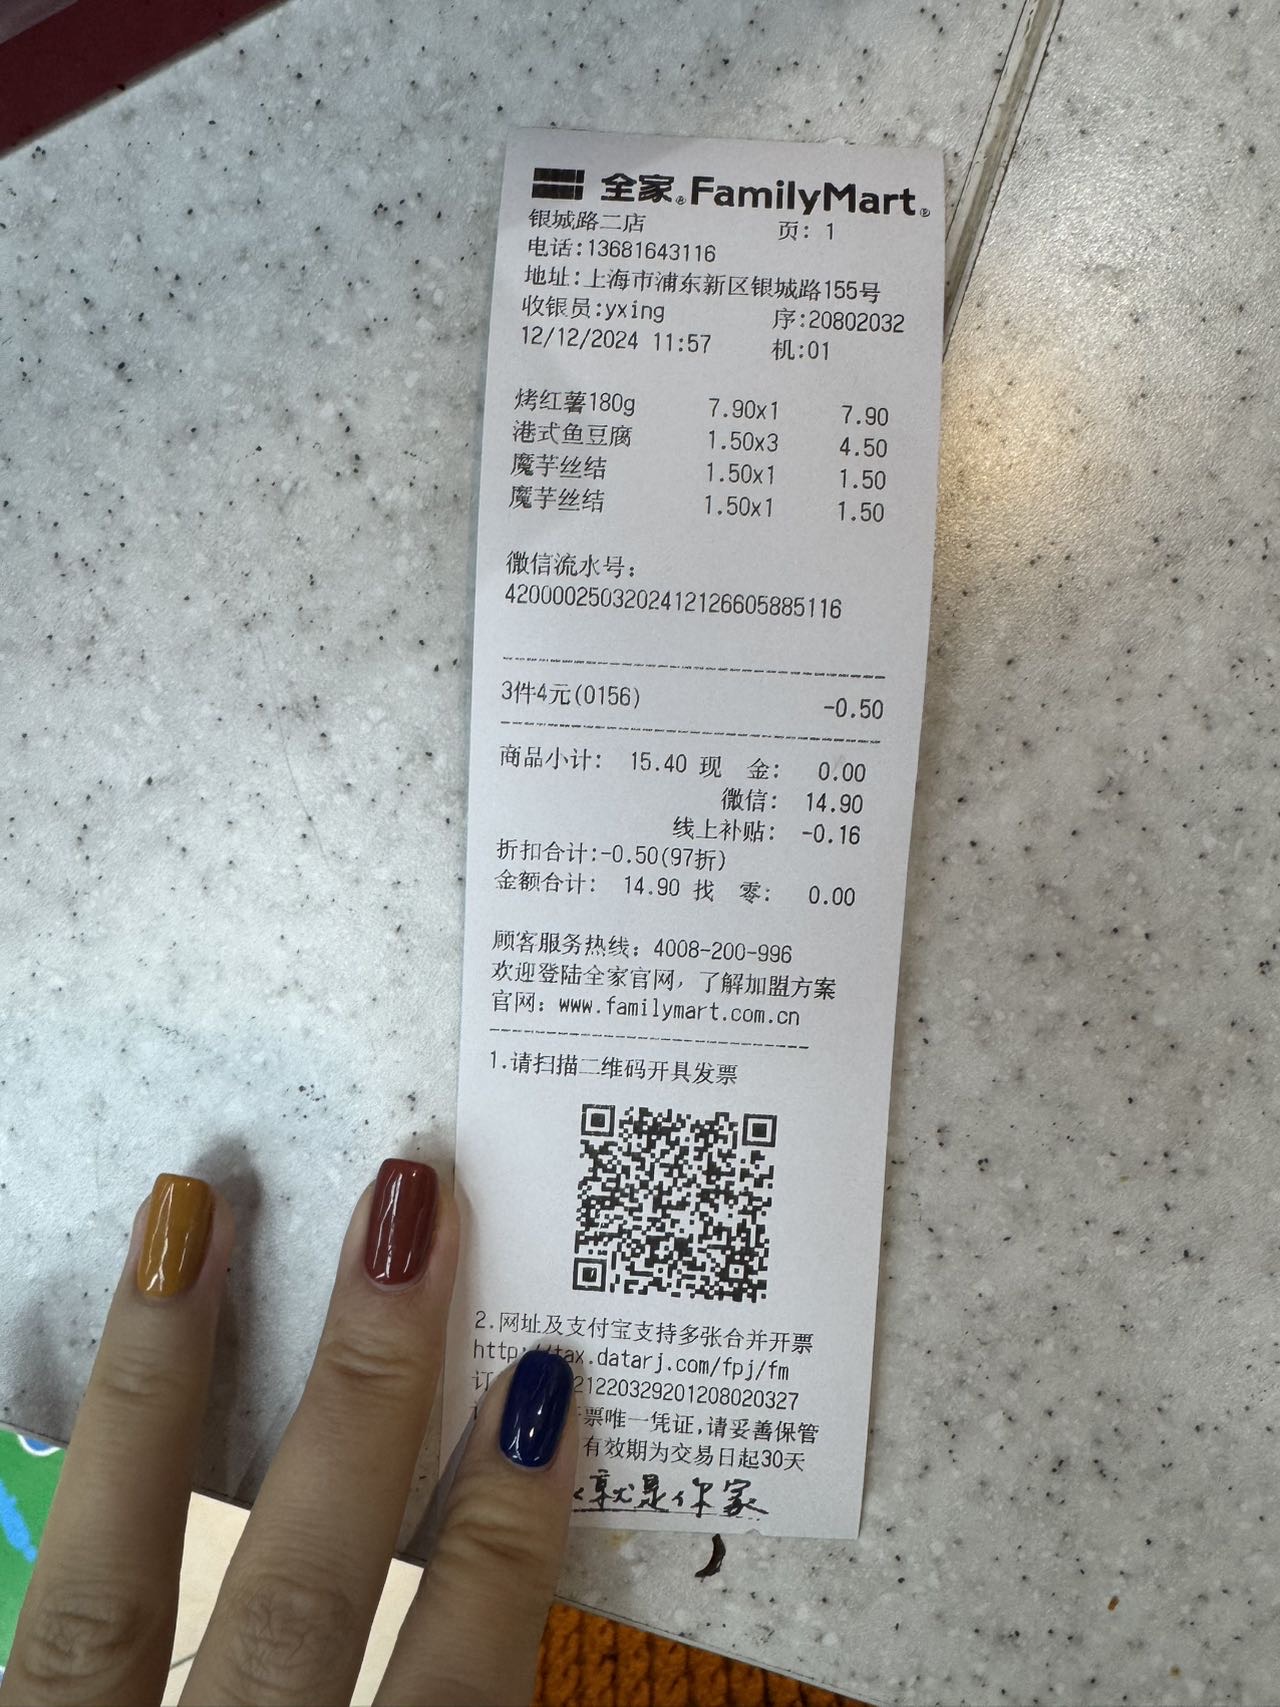 全家®FamilyMart®
银城路二店 页: 1
电话:13681643116
地址:上海市浦东新区银城路155号
收银员:yxing 序:20802032
12/12/2024 11:57 机:01
烤红薯180g 7.90x1 7.90
港式鱼豆腐 1.50x3 4.50
魔芋丝结 1.50x1 1.50
魔芋丝结 1.50x1 1.50
微信流水号:
4200002503202412126605885116
3件4元(0156) -0.50
商品小计: 15.40 现 金: 0.00
微信: 14.90
线上补贴: -0.16
折扣合计:-0.50(97折)
金额合计: 14.90 找 零: 0.00
顾客服务热线: 4008-200-996
欢迎登陆全家官网, 了解加盟方案
官网: www.familymart.com.cn
1.请扫描二维码开具发票
2.网址及支付宝支持多张合并开票
http://tax.datarj.com/fpj/fm
订 21220329201208020327
票唯一凭证,请妥善保管
有效期为交易日起30天
就是你家